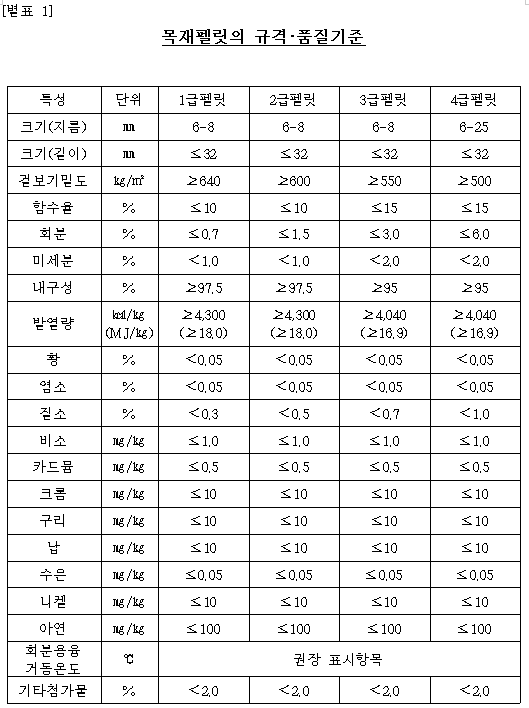 [별표 1]
목재펠릿의 규격·품질기준
특성 단위 1급펠릿 2급펠릿 3급펠릿 4급펠릿
크기(지름) ㎜ 6-8 6-8 6-8 6-25
크기(길이) ㎜ ≤32 ≤32 ≤32 ≤32
겉보기밀도 kg/㎥ ≥640 ≥600 ≥550 ≥500
함수율 % ≤10 ≤10 ≤15 ≤15
회분 % ≤0.7 ≤1.5 ≤3.0 ≤6.0
미세분 % <1.0 <1.0 <2.0 <2.0
내구성 % ≥97.5 ≥97.5 ≥95 ≥95
발열량 ㎉/kg ≥4,300 ≥4,300 ≥4,040 ≥4,040
(MJ/kg) (≥18.0) (≥18.0) (≥16.9) (≥16.9)
황 % <0.05 <0.05 <0.05 <0.05
염소 % <0.05 <0.05 <0.05 <0.05
질소 % <0.3 <0.5 <0.7 <1.0
비소 ㎎/kg ≤1.0 ≤1.0 ≤1.0 ≤1.0
카드뮴 ㎎/kg ≤0.5 ≤0.5 ≤0.5 ≤0.5
크롬 ㎎/kg ≤10 ≤10 ≤10 ≤10
구리 ㎎/kg ≤10 ≤10 ≤10 ≤10
납 ㎎/kg ≤10 ≤10 ≤10 ≤10
수은 ㎎/kg ≤0.05 ≤0.05 ≤0.05 ≤0.05
니켈 ㎎/kg ≤10 ≤10 ≤10 ≤10
아연 ㎎/kg ≤100 ≤100 ≤100 ≤100
회분용융
거동온도 ℃ 권장 표시항목
기타첨가물 % <2.0 <2.0 <2.0 <2.0